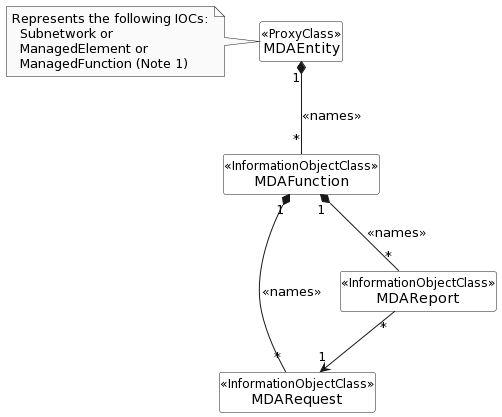 Represents the following IOCs:
Subnetwork or
ManagedElement or
ManagedFunction (Note 1)
«ProxyClass»
MDAEntity
1
«names»
*
«InformationObjectClass»
MDAFunction
1
1
«names»
*
«InformationObjectClass»
MDAReport
«names»
*
1
*
«InformationObjectClass»
MDARequest